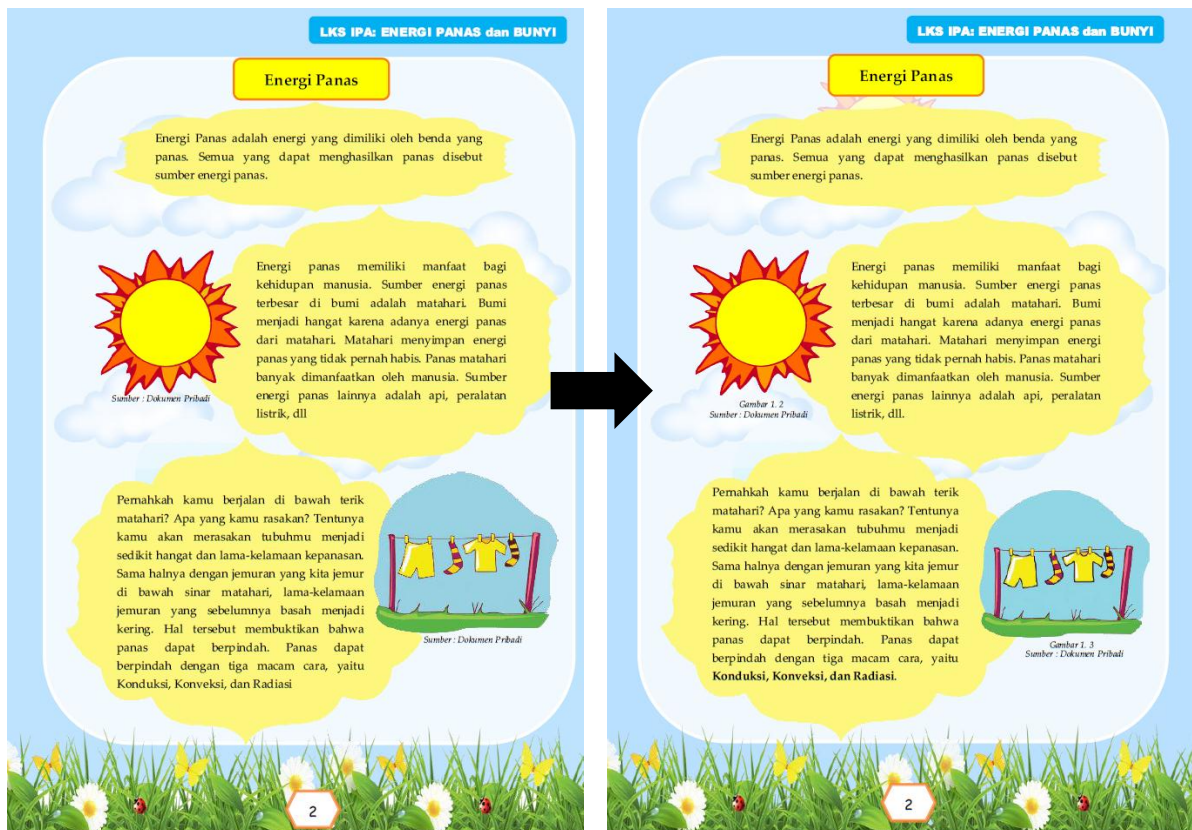 LKS IPA: ENERGI PANAS dan BUNYI
Energi Panas
Energi Panas adalah energi yang dimiliki oleh benda yang
panas. Semua yang dapat menghasilkan panas disebut
sumber energi panas.
Energi panas memiliki manfaat bagi
kehidupan manusia. Sumber energi panas
terbesar di bumi adalah matahari. Bumi
menjadi hangat karena adanya energi panas
dari matahari. Matahari menyimpan energi
panas yang tidak pernah habis. Panas matahari
banyak dimanfaatkan oleh manusia. Sumber
energi panas lainnya adalah api, peralatan
listrik, dll
Sumber : Dokumen Pribadi
Pernahkah kamu berjalan di bawah terik
matahari? Apa yang kamu rasakan? Tentunya
kamu akan merasakan tubuhmu menjadi
sedikit hangat dan lama-kelamaan kepanasan.
Sama halnya dengan jemuran yang kita jemur
di bawah sinar matahari, lama-kelamaan
jemuran yang sebelumnya basah menjadi
kering. Hal tersebut membuktikan bahwa
panas dapat berpindah. Panas dapat
berpindah dengan tiga macam cara, yaitu
Konduksi, Konveksi, dan Radiasi
Sumber : Dokumen Pribadi
2
LKS IPA: ENERGI PANAS dan BUNYI
Energi Panas
Energi Panas adalah energi yang dimiliki oleh benda yang
panas. Semua yang dapat menghasilkan panas disebut
sumber energi panas.
Energi panas memiliki manfaat bagi
kehidupan manusia. Sumber energi panas
terbesar di bumi adalah matahari. Bumi
menjadi hangat karena adanya energi panas
dari matahari. Matahari menyimpan energi
panas yang tidak pernah habis. Panas matahari
banyak dimanfaatkan oleh manusia. Sumber
energi panas lainnya adalah api, peralatan
listrik, dll.
Gambar 1. 2
Sumber : Dokumen Pribadi
Pernahkah kamu berjalan di bawah terik
matahari? Apa yang kamu rasakan? Tentunya
kamu akan merasakan tubuhmu menjadi
sedikit hangat dan lama-kelamaan kepanasan.
Sama halnya dengan jemuran yang kita jemur
di bawah sinar matahari, lama-kelamaan
jemuran yang sebelumnya basah menjadi
kering. Hal tersebut membuktikan bahwa
panas dapat berpindah. Panas dapat
berpindah dengan tiga macam cara, yaitu
Konduksi, Konveksi, dan Radiasi.
Gambar 1. 3
Sumber : Dokumen Pribadi
2